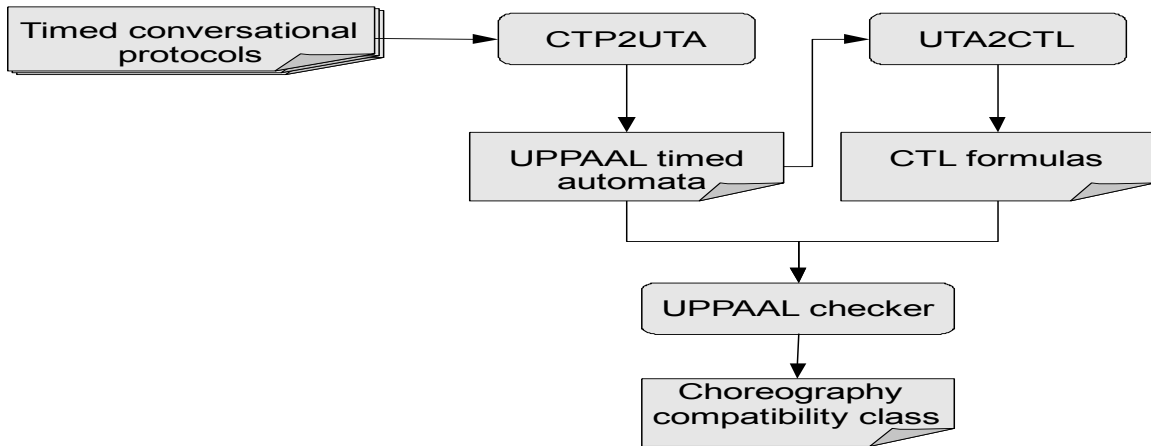 Timed conversational
protocols
CTP2UTA
UTA2CTL
UPPAAL timed
automata
CTL formulas
UPPAAL checker
Choreography
compatibility class